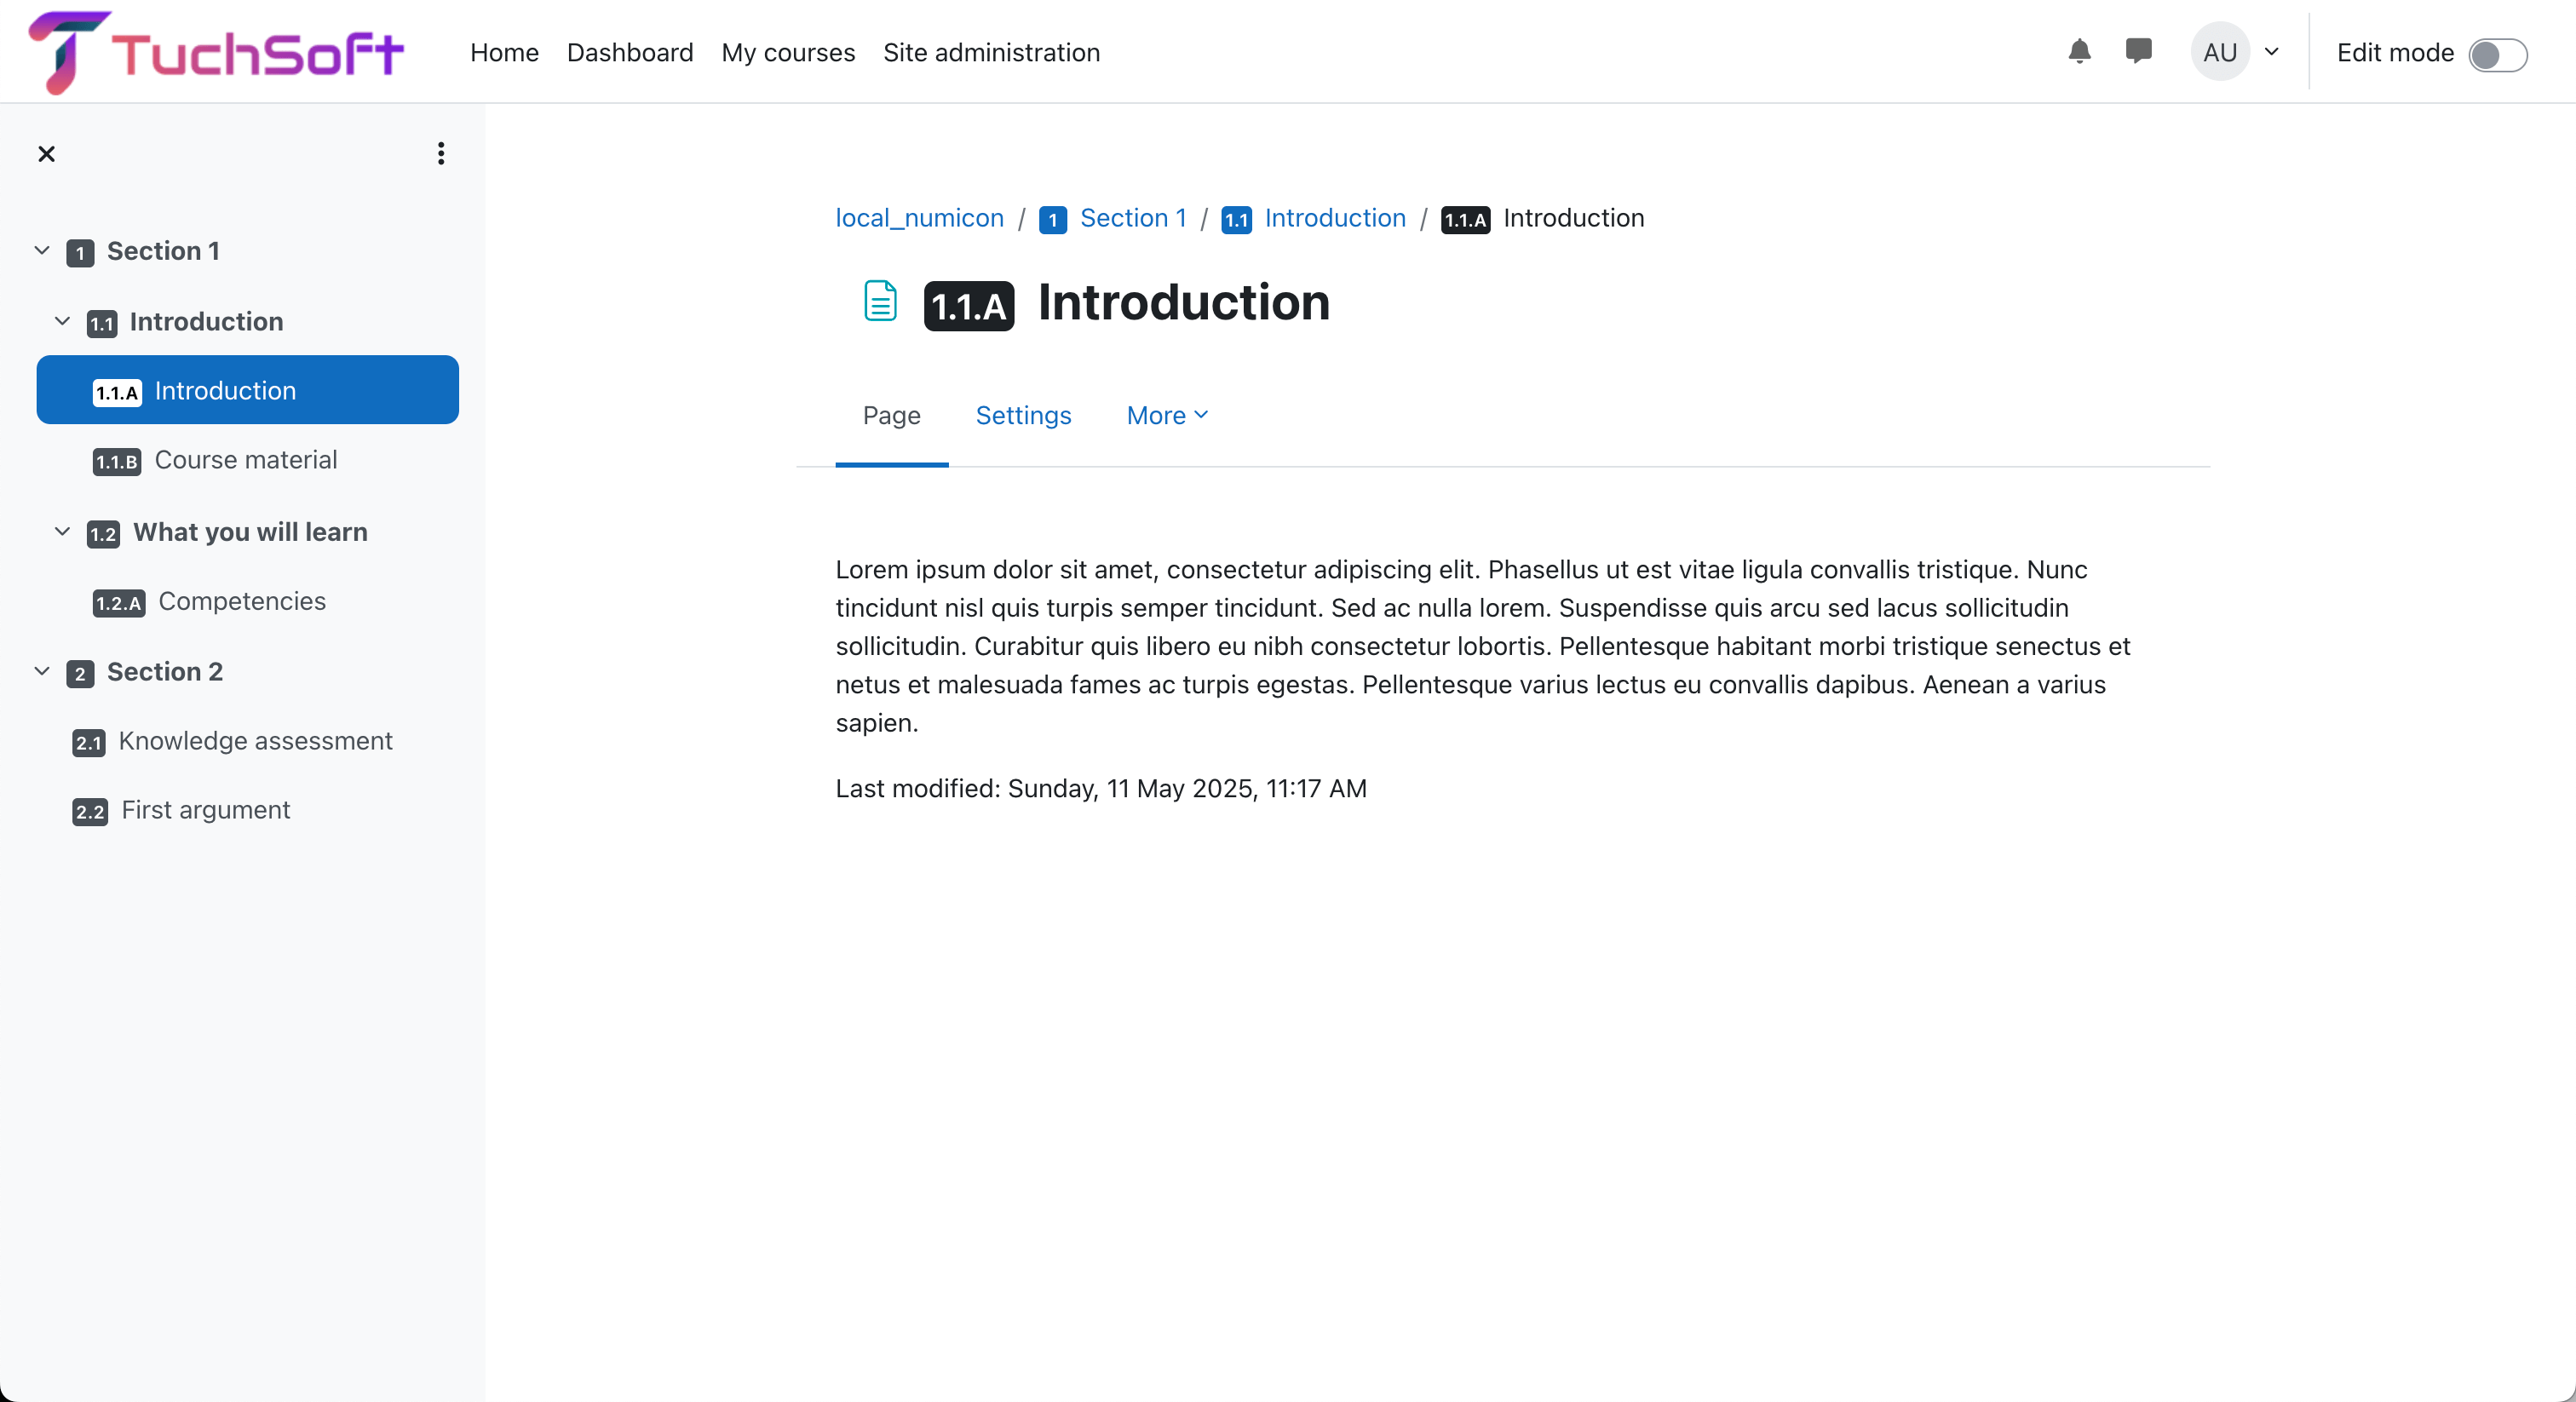 TuchSoft Home Dashboard My courses Site administration AU Edit mode
1 Section 1
1.1 Introduction
1.1.A Introduction
1.1.B Course material
1.2 What you will learn
1.2.A Competencies
2 Section 2
2.1 Knowledge assessment
2.2 First argument
local_numicon / 1 Section 1 / 1.1 Introduction / 1.1.A Introduction
1.1.A Introduction
Page Settings More
Lorem ipsum dolor sit amet, consectetur adipiscing elit. Phasellus ut est vitae ligula convallis tristique. Nunc
tincidunt nisl quis turpis semper tincidunt. Sed ac nulla lorem. Suspendisse quis arcu sed lacus sollicitudin
sollicitudin. Curabitur quis libero eu nibh consectetur lobortis. Pellentesque habitant morbi tristique senectus et
netus et malesuada fames ac turpis egestas. Pellentesque varius lectus eu convallis dapibus. Aenean a varius
sapien.
Last modified: Sunday, 11 May 2025, 11:17 AM